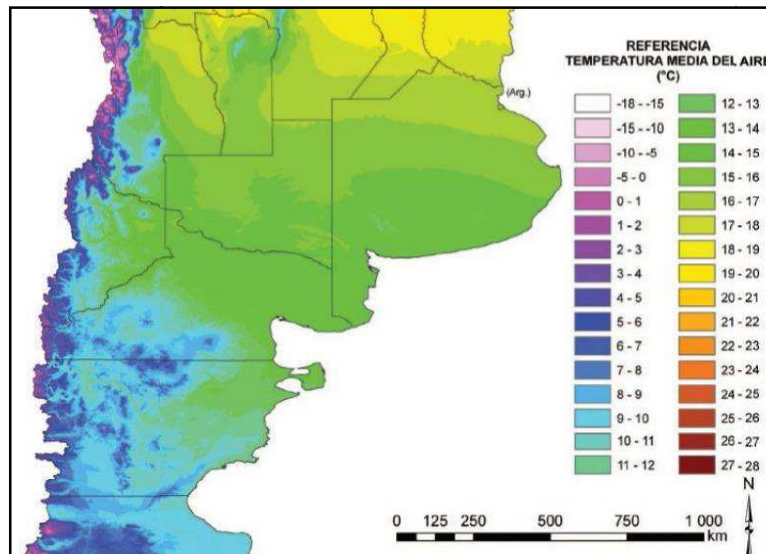 REFERENCIA
TEMPERATURA MEDIA DEL AIRE
(°C)
(Arg.)
-18 - -15
-15 - -10
-10 - -5
-5 - 0
0 - 1
1 - 2
2 - 3
3 - 4
4 - 5
5 - 6
6 - 7
7 - 8
8 - 9
9 - 10
10 - 11
11 - 12
12 - 13
13 - 14
14 - 15
15 - 16
16 - 17
17 - 18
18 - 19
19 - 20
20 - 21
21 - 22
22 - 23
23 - 24
24 - 25
25 - 26
26 - 27
27 - 28
N
0 125 250 500 750 1 000
km